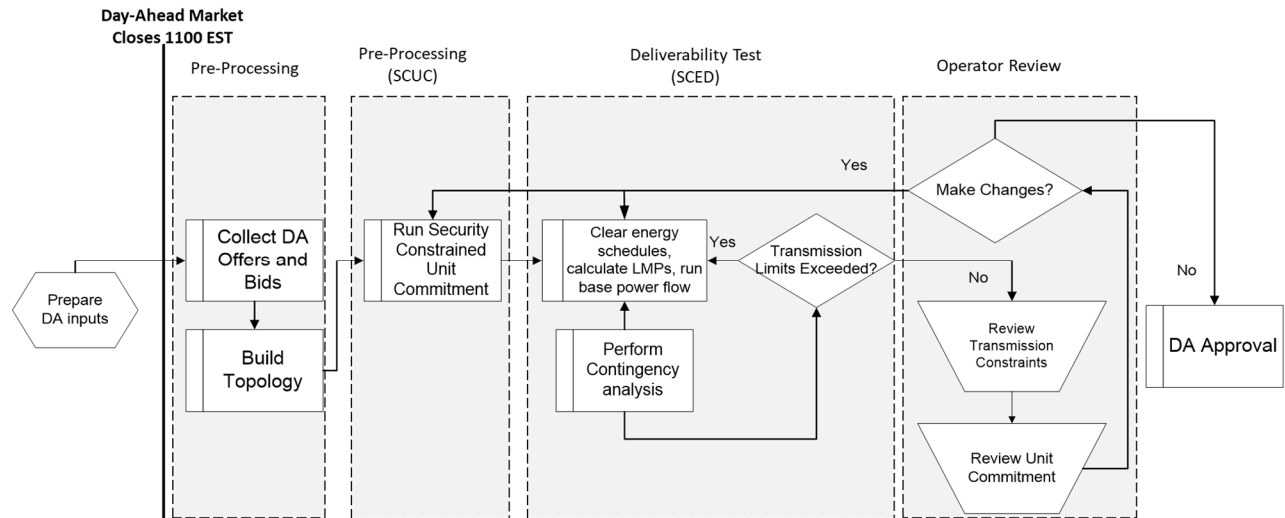 Day-Ahead Market
Closes 1100 EST
Pre-Processing
Pre-Processing
(SCUC)
Deliverability Test
(SCED)
Operator Review
Prepare
DA inputs
Collect DA
Offers and
Bids
Build
Topology
Run Security
Constrained
Unit
Commitment
Clear energy
schedules,
calculate LMPs, run
base power flow
Perform
Contingency
analysis
Yes
Transmission
Limits Exceeded?
No
Yes
Make Changes?
Review
Transmission
Constraints
Review Unit
Commitment
No
DA Approval